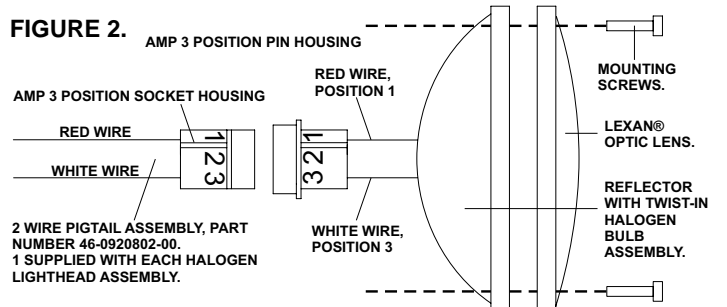 FIGURE 2.
AMP 3 POSITION PIN HOUSING
AMP 3 POSITION SOCKET HOUSING
RED WIRE,
POSITION 1
MOUNTING
SCREWS.
RED WIRE
WHITE WIRE
1
2
3
1
2
3
LEXAN®
OPTIC LENS.
REFLECTOR
WITH TWIST-IN
HALOGEN
BULB
ASSEMBLY.
WHITE WIRE,
POSITION 3
2 WIRE PIGTAIL ASSEMBLY, PART
NUMBER 46-0920802-00.
1 SUPPLIED WITH EACH HALOGEN
LIGHTHEAD ASSEMBLY.